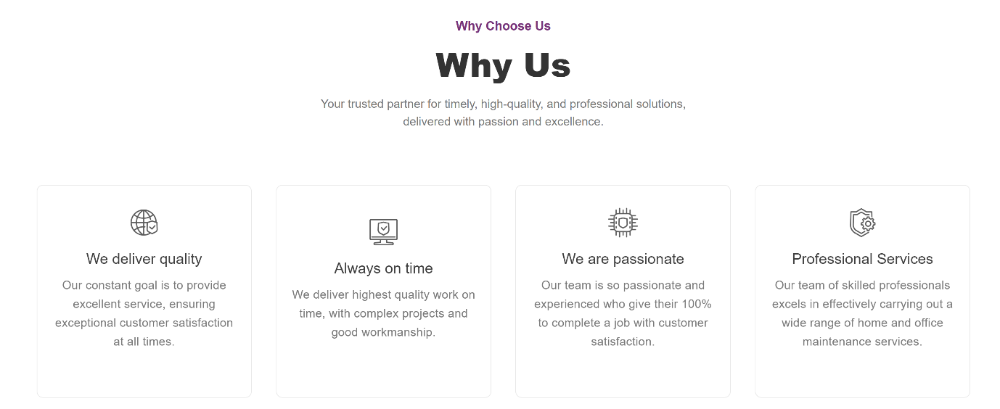 Why Choose Us
Why Us
Your trusted partner for timely, high-quality, and professional solutions,
delivered with passion and excellence.
We deliver quality
Our constant goal is to provide
excellent service, ensuring
exceptional customer satisfaction
at all times.
Always on time
We deliver highest quality work on
time, with complex projects and
good workmanship.
We are passionate
Our team is so passionate and
experienced who give their 100%
to complete a job with customer
satisfaction.
Professional Services
Our team of skilled professionals
excels in effectively carrying out a
wide range of home and office
maintenance services.